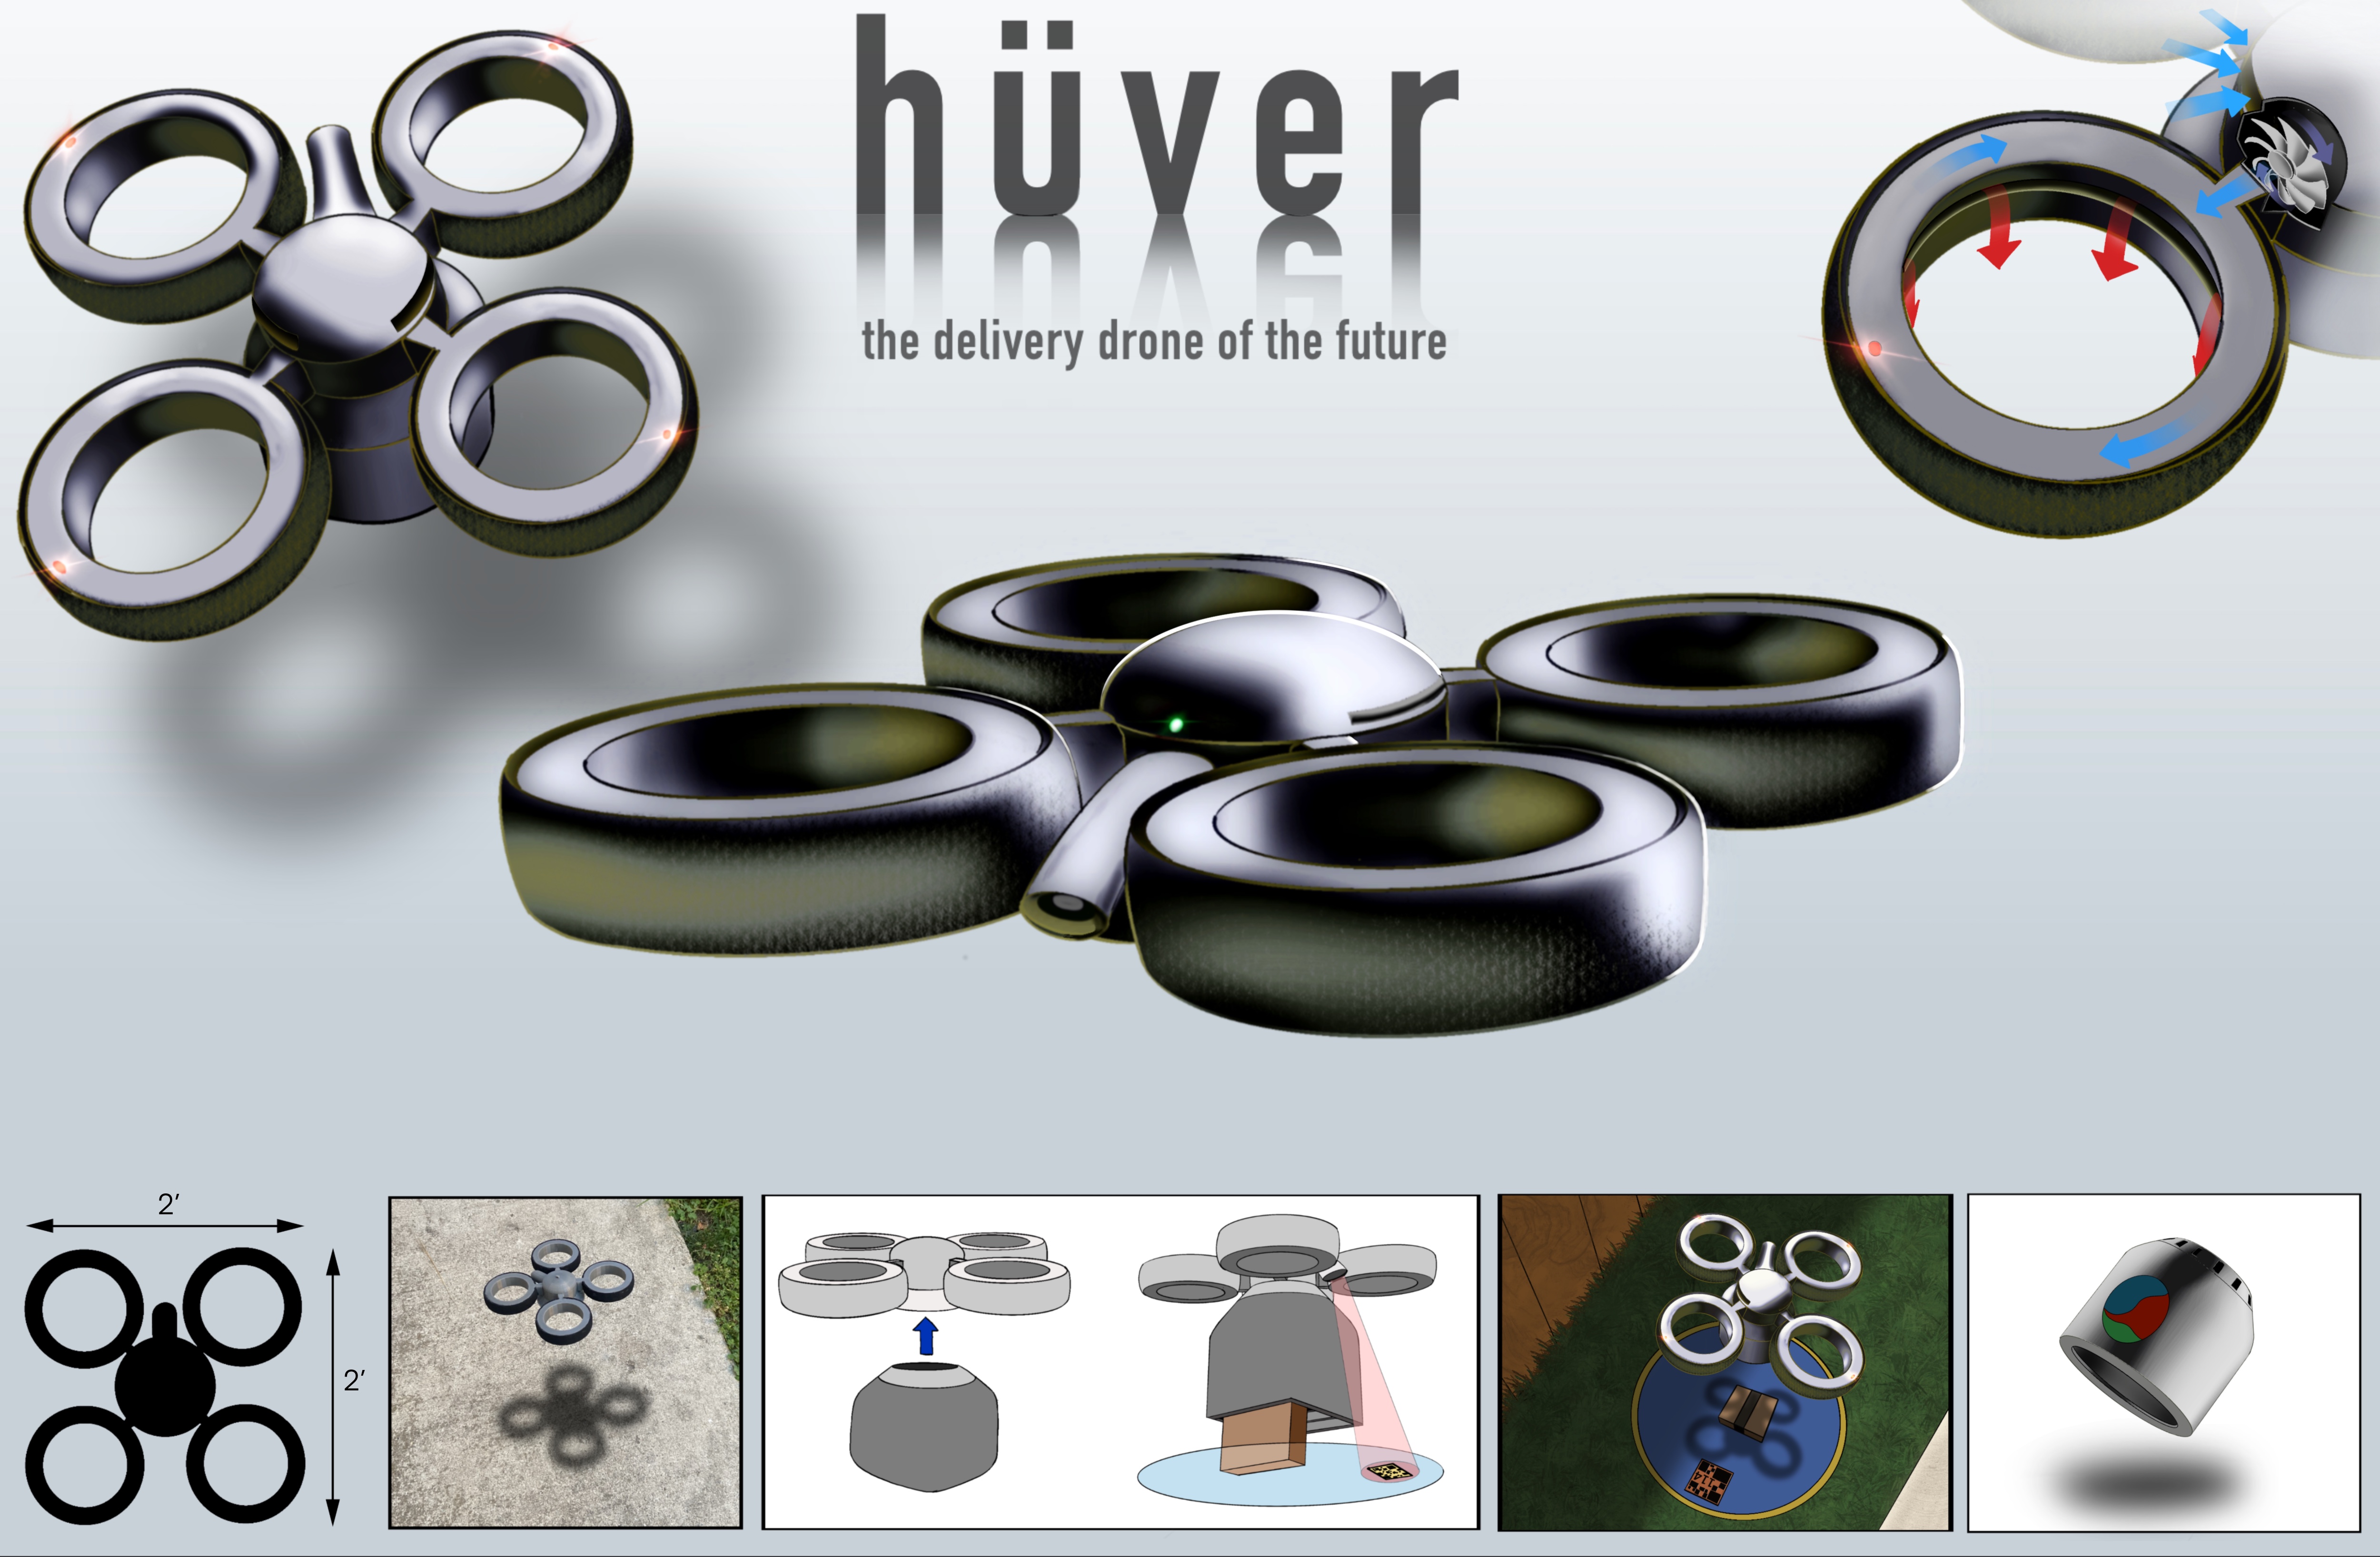 hüver
the delivery drone of the future
2'
2'